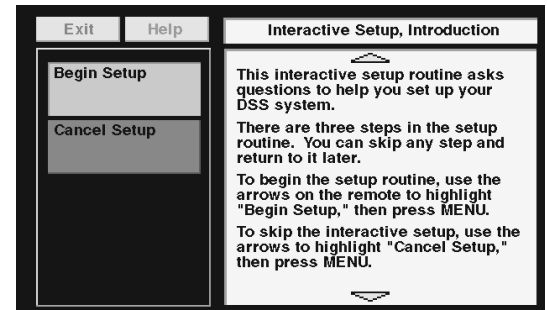 Exit Help
Interactive Setup, Introduction
Begin Setup
Cancel Setup
This interactive setup routine asks
questions to help you set up your
DSS system.
There are three steps in the setup
routine. You can skip any step and
return to it later.
To begin the setup routine, use the
arrows on the remote to highlight
"Begin Setup," then press MENU.
To skip the interactive setup, use the
arrows to highlight "Cancel Setup,"
then press MENU.